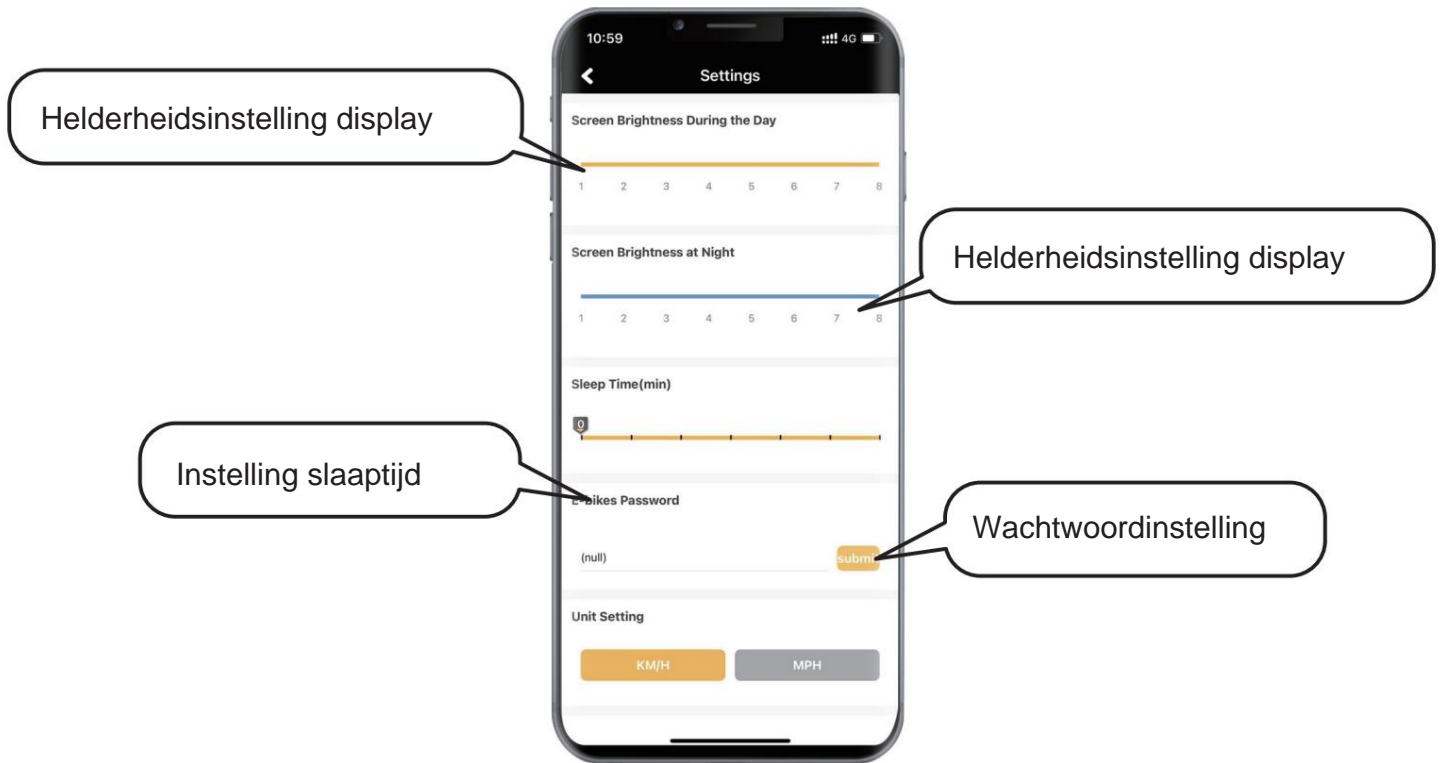 10:59
4G
Settings
Helderheidsinstelling display
Screen Brightness During the Day
1 2 3 4 5 6 7 8
Screen Brightness at Night
Helderheidsinstelling display
1 2 3 4 5 6 7 8
Sleep Time(min)
0
Instelling slaaptijd
E-bikes Password
Wachtwoordinstelling
(null)
submi
Unit Setting
KM/H MPH